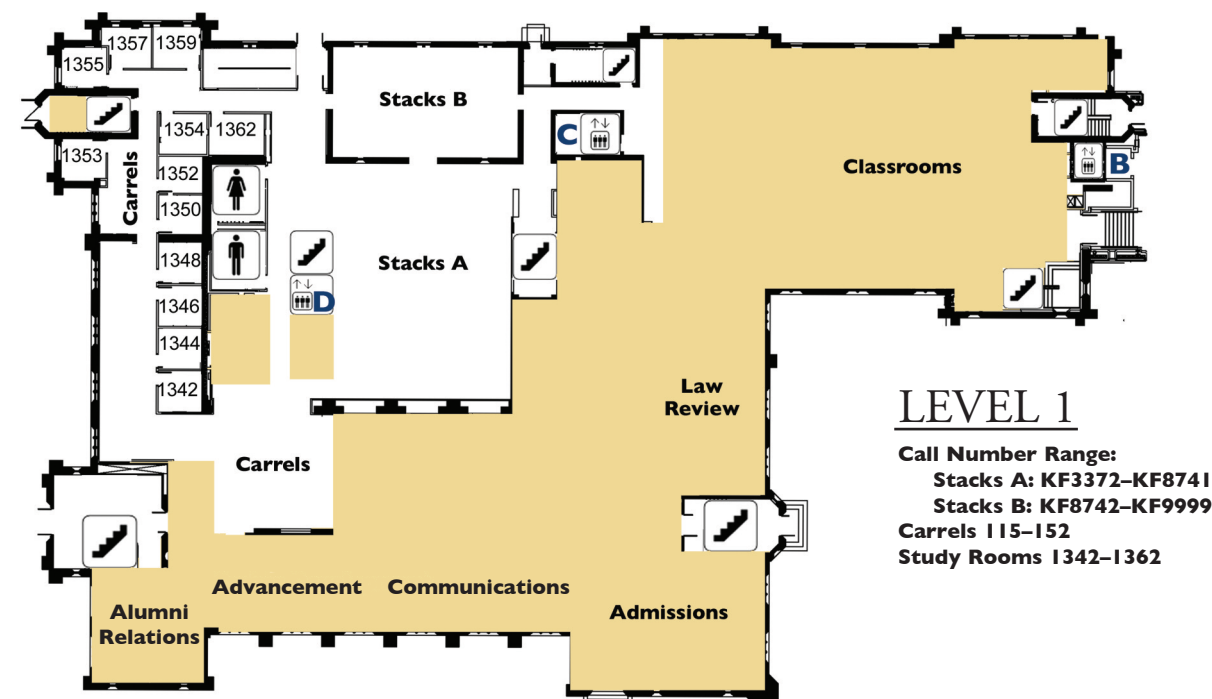 1357
1359
1355
Stacks B
1354
1362
C
1353
Carrels
1352
Classrooms
B
1350
1348
Stacks A
1346
D
1344
1342
Law
Review
Carrels
Advancement
Communications
Alumni
Relations
Admissions
LEVEL 1
Call Number Range:
Stacks A: KF3372–KF8741
Stacks B: KF8742–KF9999
Carrels 115–152
Study Rooms 1342–1362